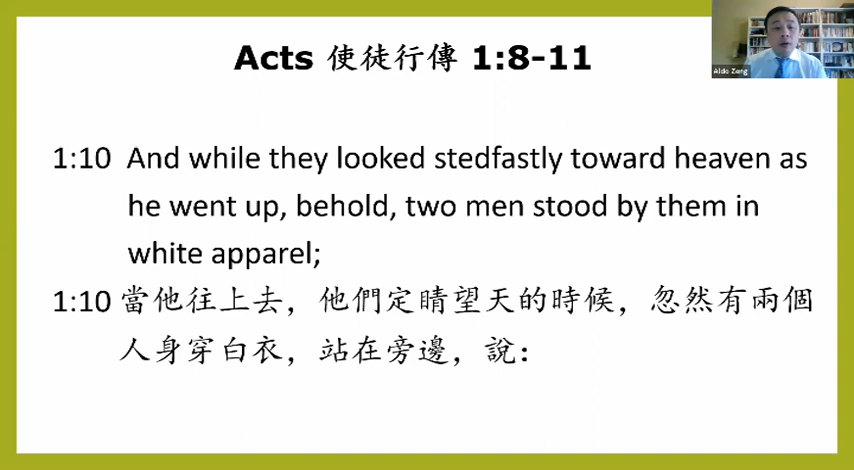 Acts 使徒行傳 1:8-11
Aldo Zeng
1:10 And while they looked stedfastly toward heaven as
he went up, behold, two men stood by them in
white apparel;
1:10 當他往上去，他們定睛望天的時候，忽然有兩個
人身穿白衣，站在旁邊，說：